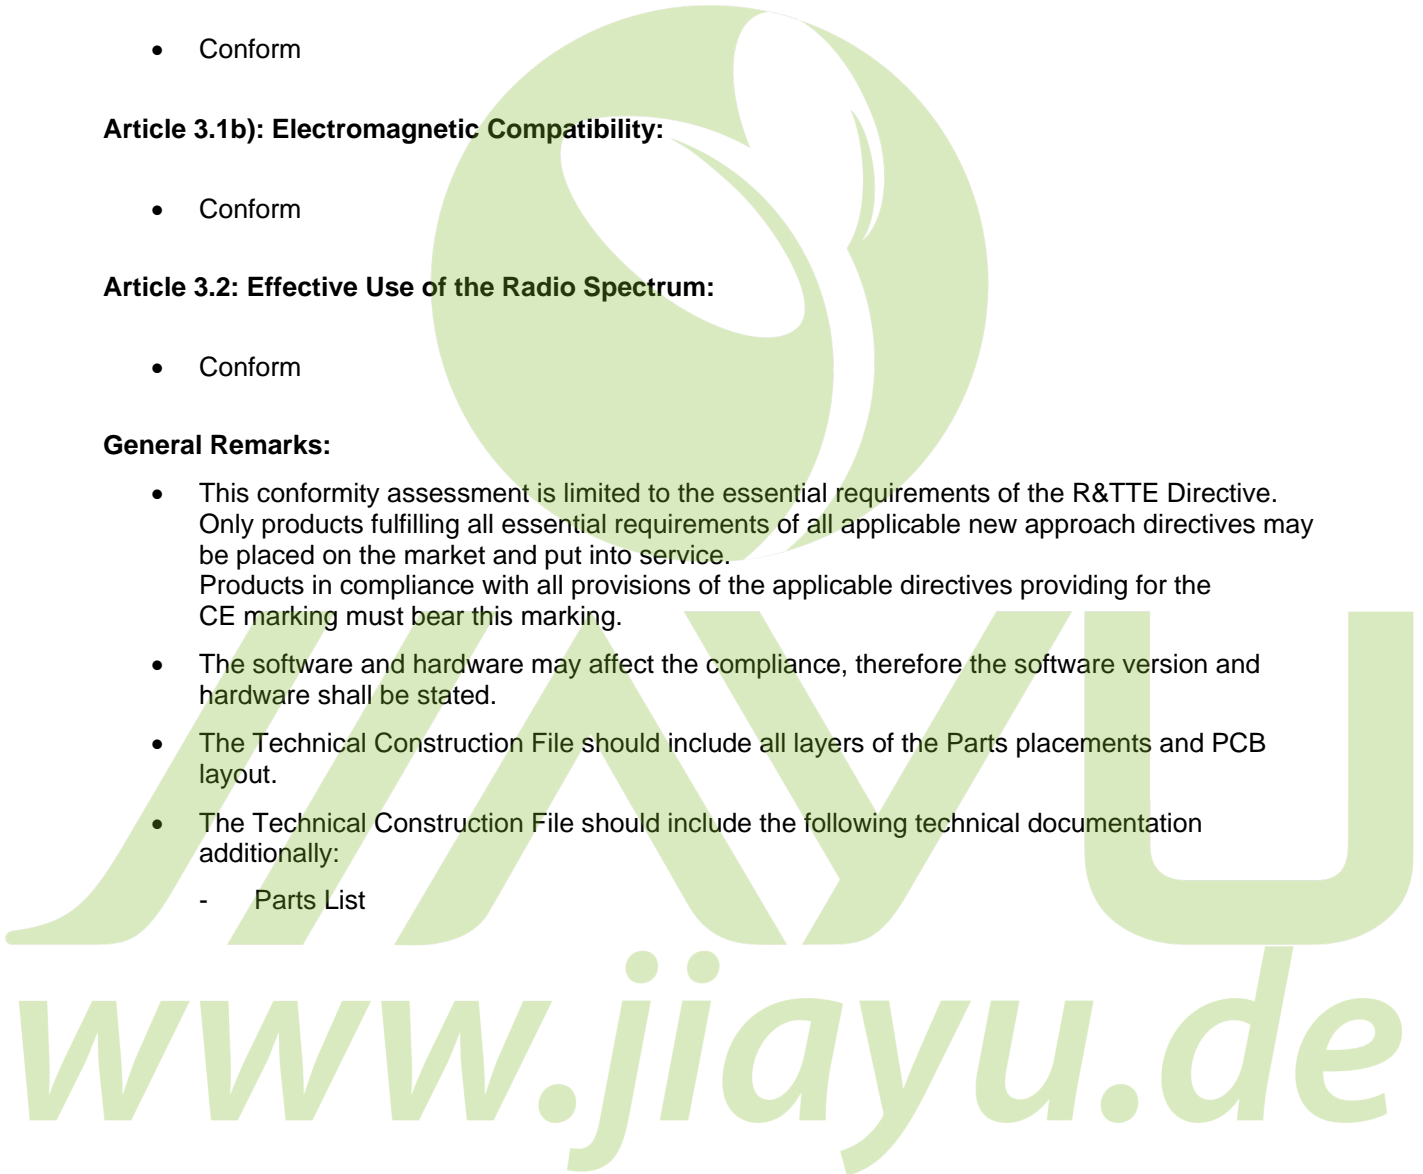 • Conform
Article 3.1b): Electromagnetic Compatibility:
• Conform
Article 3.2: Effective Use of the Radio Spectrum:
• Conform
General Remarks:
• This conformity assessment is limited to the essential requirements of the R&TTE Directive.
Only products fulfilling all essential requirements of all applicable new approach directives may
be placed on the market and put into service.
Products in compliance with all provisions of the applicable directives providing for the
CE marking must bear this marking.
• The software and hardware may affect the compliance, therefore the software version and
hardware shall be stated.
• The Technical Construction File should include all layers of the Parts placements and PCB
layout.
• The Technical Construction File should include the following technical documentation
additionally:
- Parts List
JIAYU
www.jiayu.de